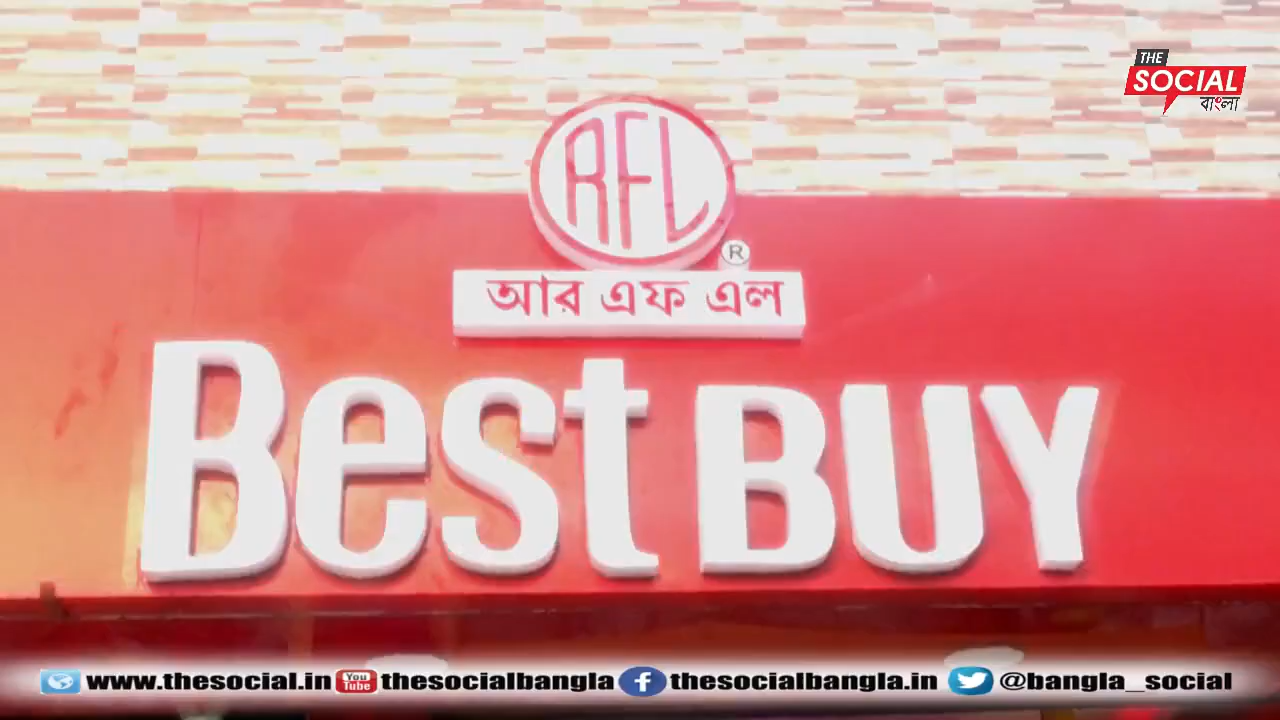 THE
SOCIAL
বাংলা
RFL
®
আর এফ এল
Best BUY
www.thesocial.in You Tube thesocialbangla f thesocialbangla.in @bangla_social